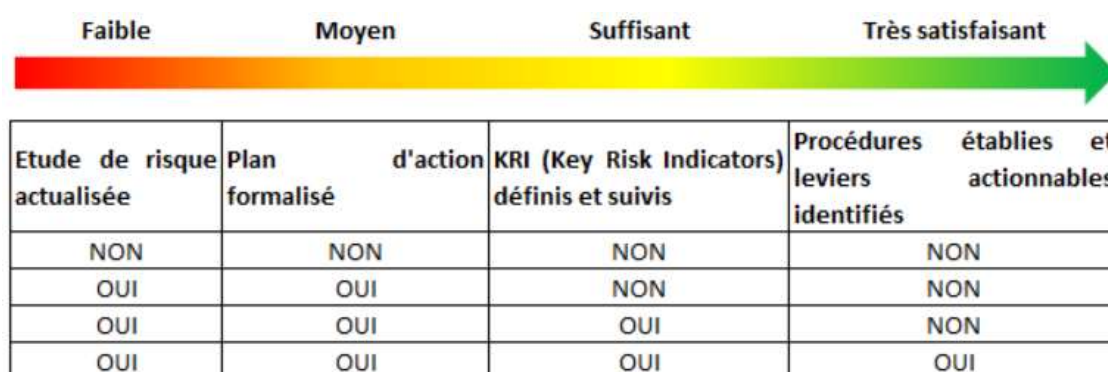 Faible Moyen Suffisant Très satisfaisant
Etude de risque Plan d'action KRI (Key Risk Indicators) Procédures établies et
actualisée formalisé définis et suivis leviers actionnables
identifiés
NON NON NON NON
OUI OUI NON NON
OUI OUI OUI NON
OUI OUI OUI OUI